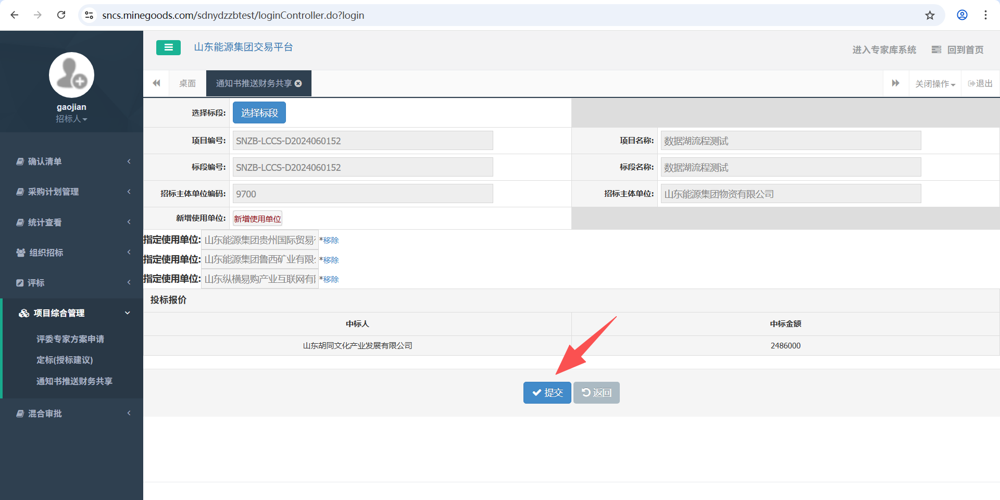 sncs.minegoods.com/sdnydzzbtest/loginController.do?login
山东能源集团交易平台
进入专家库系统
回到首页
gaojian
招标人
桌面
通知书推送财务共享
关闭操作
退出
确认清单
采购计划管理
统计查看
组织招标
评标
项目综合管理
评委专家方案申请
定标(授标建议)
通知书推送财务共享
混合审批
选择标段: 选择标段
项目编号: SNZB-LCCS-D2024060152
项目名称: 数据湖流程测试
标段编号: SNZB-LCCS-D2024060152
标段名称: 数据湖流程测试
招标主体单位编码: 9700
招标主体单位: 山东能源集团物资有限公司
新增使用单位: 新增使用单位
指定使用单位: 山东能源集团贵州国际贸易 *移除
指定使用单位: 山东能源集团鲁西矿业有限 *移除
指定使用单位: 山东纵横易购产业互联网有 *移除
投标报价
中标人 中标金额
山东胡同文化产业发展有限公司 2486000
提交 返回